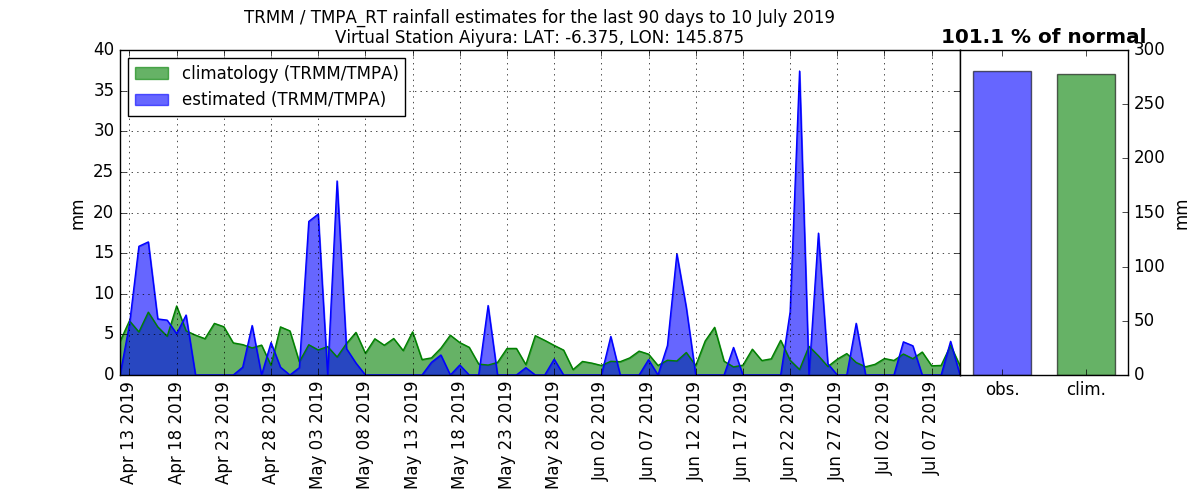 TRMM / TMPA_RT rainfall estimates for the last 90 days to 10 July 2019
Virtual Station Aiyura: LAT: -6.375, LON: 145.875
101.1 % of normal
climatology (TRMM/TMPA)
estimated (TRMM/TMPA)
mm
40
35
30
25
20
15
10
5
0
Apr 13 2019
Apr 18 2019
Apr 23 2019
Apr 28 2019
May 03 2019
May 08 2019
May 13 2019
May 18 2019
May 23 2019
May 28 2019
Jun 02 2019
Jun 07 2019
Jun 12 2019
Jun 17 2019
Jun 22 2019
Jun 27 2019
Jul 02 2019
Jul 07 2019
obs.
clim.
300
250
200
150
100
50
0
mm